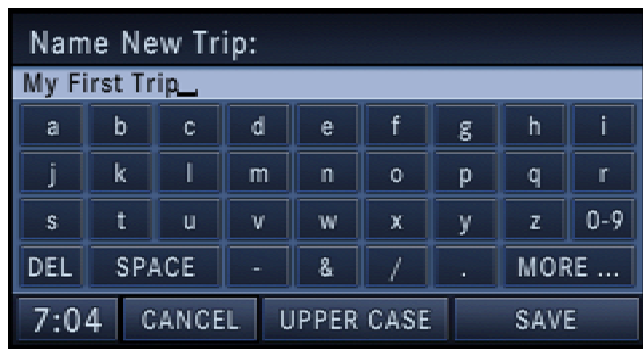 Name New Trip:
My First Trip_
a b c d e f g h i
j k l m n o p q r
s t u v w x y z 0-9
DEL SPACE - & / . MORE ...
7:04 CANCEL UPPER CASE SAVE